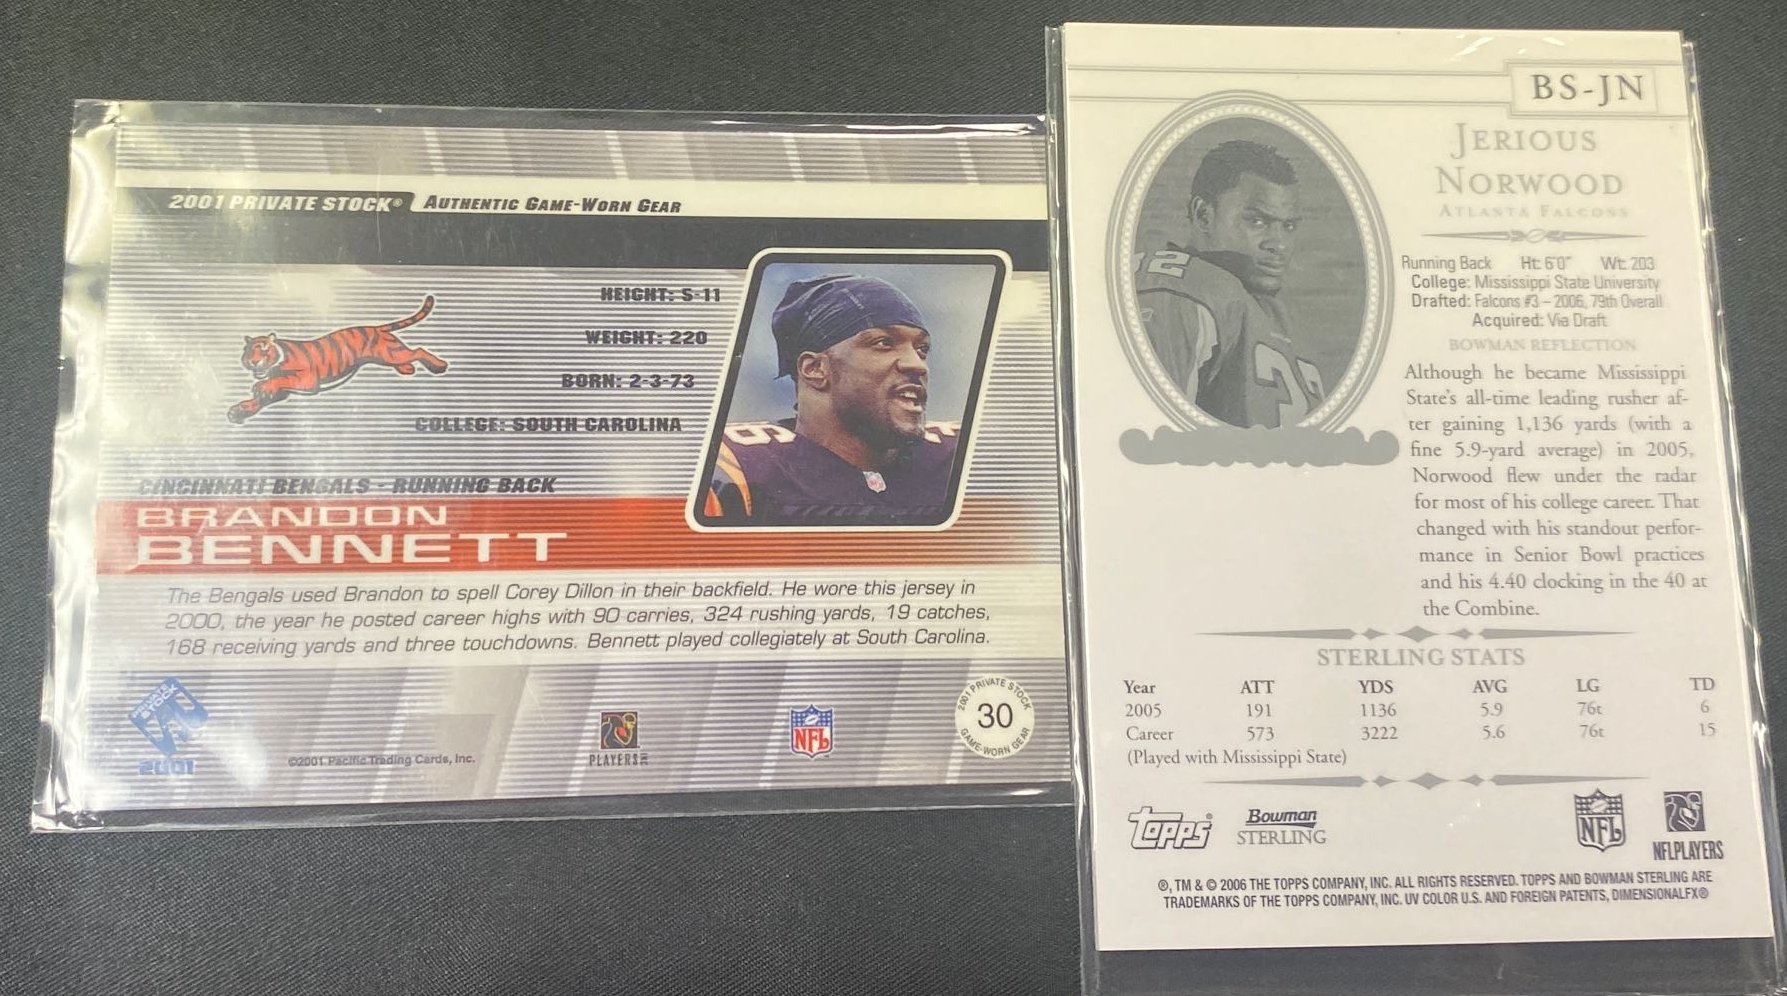 2001 PRIVATE STOCK® AUTHENTIC GAME-WORN GEAR
HEIGHT: 5-11
WEIGHT: 220
BORN: 2-3-73
COLLEGE: SOUTH CAROLINA
CINCINNATI BENGALS - RUNNING BACK
BRANDON
BENNETT
The Bengals used Brandon to spell Corey Dillon in their backfield. He wore this jersey in
2000, the year he posted career highs with 90 carries, 324 rushing yards, 19 catches,
168 receiving yards and three touchdowns. Bennett played collegiately at South Carolina.
PRIVATE
STOCK
2001
©2001 Pacific Trading Cards, Inc.
PLAYERS INC
NFL
2001 PRIVATE STOCK
30
GAME-WORN GEAR
BS-JN
JERIOUS
NORWOOD
ATLANTA FALCONS
32
Running Back Ht: 6'0" Wt: 203
College: Mississippi State University
Drafted: Falcons #3 – 2006, 79th Overall
Acquired: Via Draft
BOWMAN REFLECTION
Although he became Mississippi
State's all-time leading rusher af-
ter gaining 1,136 yards (with a
fine 5.9-yard average) in 2005,
Norwood flew under the radar
for most of his college career. That
changed with his standout perfor-
mance in Senior Bowl practices
and his 4.40 clocking in the 40 at
the Combine.
STERLING STATS
Year ATT YDS AVG LG TD
2005 191 1136 5.9 76t 6
Career 573 3222 5.6 76t 15
(Played with Mississippi State)
Topps® Bowman
STERLING
NFL
NFLPLAYERS
®, TM & © 2006 THE TOPPS COMPANY, INC. ALL RIGHTS RESERVED. TOPPS AND BOWMAN STERLING ARE
TRADEMARKS OF THE TOPPS COMPANY, INC. UV COLOR U.S. AND FOREIGN PATENTS, DIMENSIONALFX®